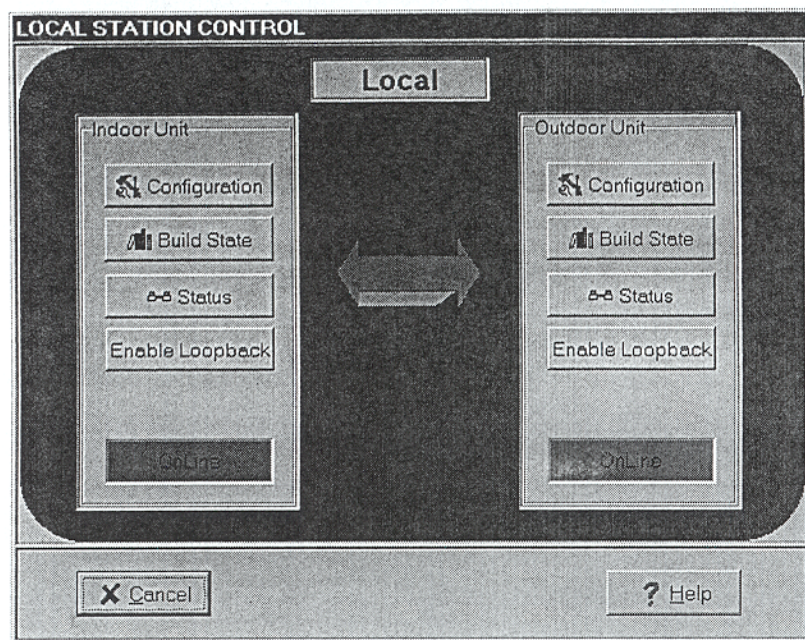 LOCAL STATION CONTROL
Local
Indoor Unit
Configuration
Build State
Status
Enable Loopback
OnLine
Outdoor Unit
Configuration
Build State
Status
Enable Loopback
OnLine
Cancel
? Help